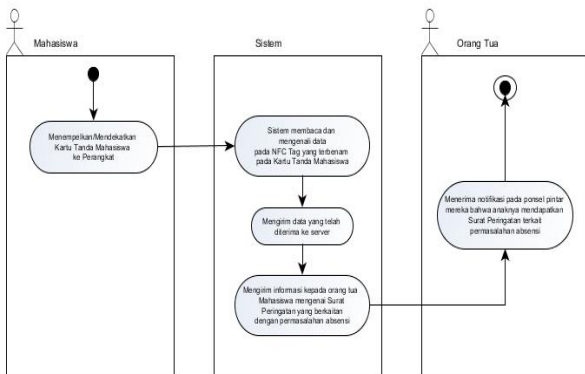 Mahasiswa
Sistem
Orang Tua
Menempelkan/Mendekatkan
Kartu Tanda Mahasiswa
ke Perangkat
Sistem membaca dan
mengenali data
pada NFC Tag yang terbenam
pada Kartu Tanda Mahasiswa
Mengirim data yang telah
diterima ke server
Mengirim informasi kepada orang tua
Mahasiswa mengenai Surat
Peringatan yang berkaitan
dengan permasalahan absensi
Menerima notifikasi pada ponsel pintar
mereka bahwa anaknya mendapatkan
Surat Peringatan terkait
permasalahan absensi